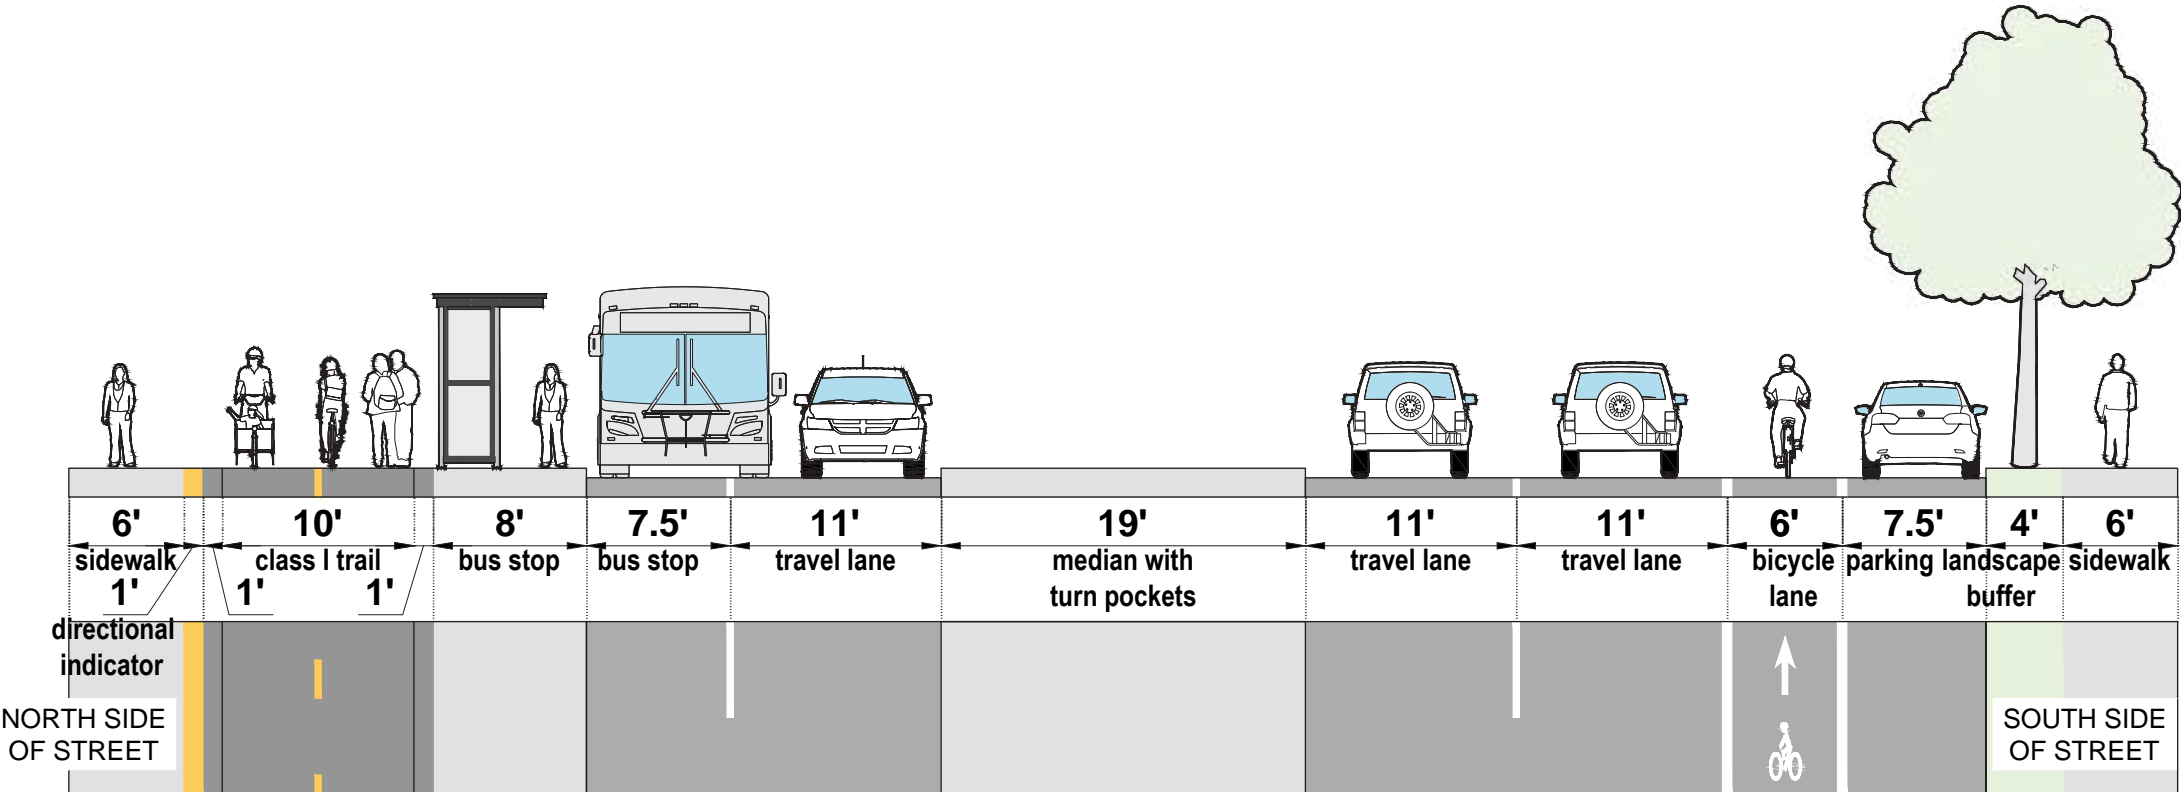 6' 10' 8' 7.5' 11' 19' 11' 11' 6' 7.5' 4' 6'
sidewalk class I trail bus stop bus stop travel lane median with travel lane travel lane bicycle parking landscape sidewalk
1' 1' 1' turn pockets lane buffer
directional
indicator
NORTH SIDE SOUTH SIDE
OF STREET OF STREET